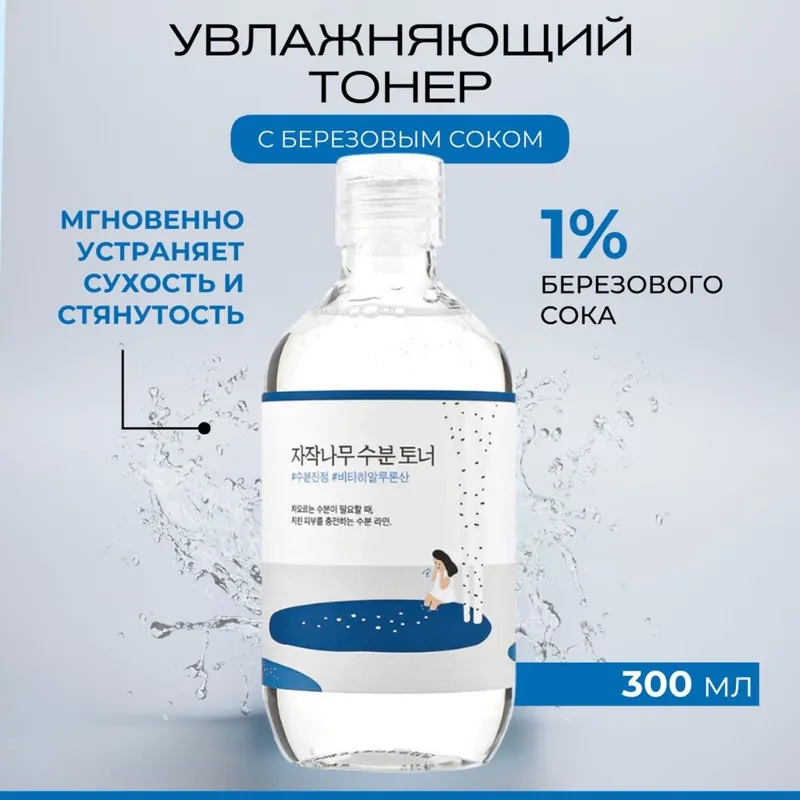 УВЛАЖНЯЮЩИЙ
ТОНЕР
С БЕРЕЗОВЫМ СОКОМ
МГНОВЕННО
УСТРАНЯЕТ
СУХОСТЬ И
СТЯНУТОСТЬ
1%
БЕРЕЗОВОГО
СОКА
자작나무 수분 토너
#수분진정 #비타히알루론산
차오르는 수분이 필요할 때,
지친 피부를 충전하는 수분 라인.
300 МЛ